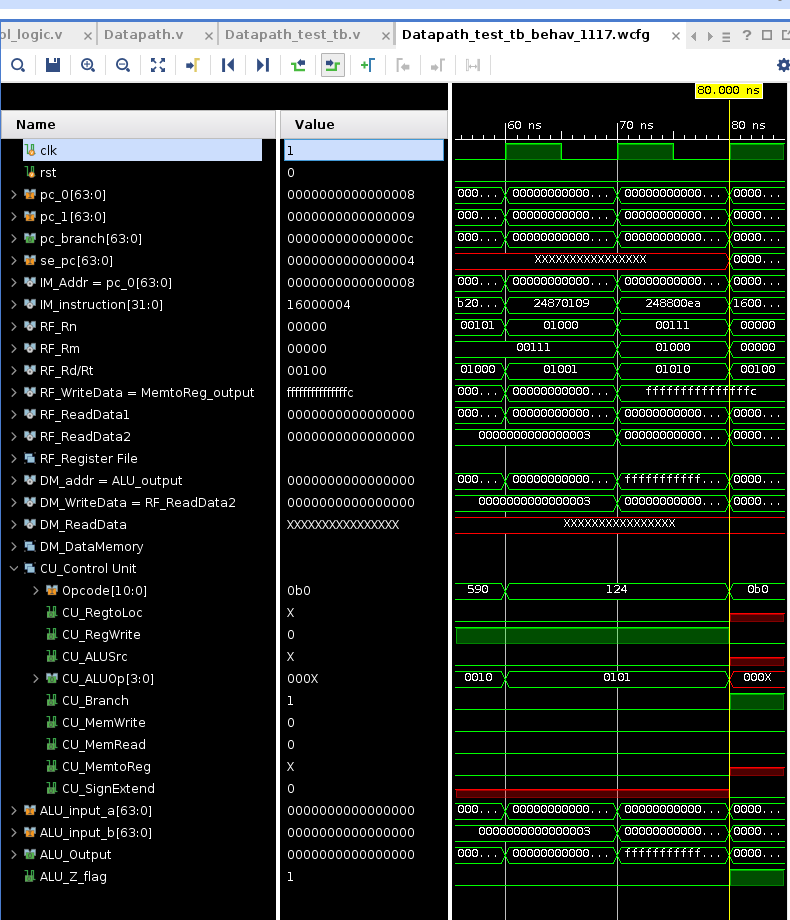 ol_logic.v × Datapath.v × Datapath_test_tb.v × Datapath_test_tb_behav_1117.wcfg ×
80.000 ns
Name Value 60 ns 70 ns 80 ns
clk 1
rst 0
pc_0[63:0] 0000000000000008 000... 00000000000... 00000000000... 0000...
pc_1[63:0] 0000000000000009 000... 00000000000... 00000000000... 0000...
pc_branch[63:0] 000000000000000c 000... 00000000000... 00000000000... 0000...
se_pc[63:0] 0000000000000004 XXXXXXXXXXXXXXXX 0000...
IM_Addr = pc_0[63:0] 0000000000000008 000... 00000000000... 00000000000... 0000...
IM_instruction[31:0] 16000004 b20... 24870109 248800ea 1600...
RF_Rn 00000 00101 01000 00111 00000
RF_Rm 00000 00111 01000 00000
RF_Rd/Rt 00100 01000 01001 01010 00100
RF_WriteData = MemtoReg_output fffffffffffffffc 000... 00000000000... fffffffffffffffc
RF_ReadData1 0000000000000000 000... 00000000000... 00000000000... 0000...
RF_ReadData2 0000000000000000 0000000000000003 00000000000... 0000...
RF_Register File
DM_addr = ALU_output 0000000000000000 000... 00000000000... fffffffffff... 0000...
DM_WriteData = RF_ReadData2 0000000000000000 0000000000000003 00000000000... 0000...
DM_ReadData XXXXXXXXXXXXXXXX XXXXXXXXXXXXXXXX
DM_DataMemory
CU_Control Unit
Opcode[10:0] 0b0 590 124 0b0
CU_RegtoLoc X
CU_RegWrite 0
CU_ALUSrc X
CU_ALUOp[3:0] 000X 0010 0101 000X
CU_Branch 1
CU_MemWrite 0
CU_MemRead 0
CU_MemtoReg X
CU_SignExtend 0
ALU_input_a[63:0] 0000000000000000 000... 00000000000... 00000000000... 0000...
ALU_input_b[63:0] 0000000000000000 0000000000000003 00000000000... 0000...
ALU_Output 0000000000000000 000... 00000000000... fffffffffff... 0000...
ALU_Z_flag 1